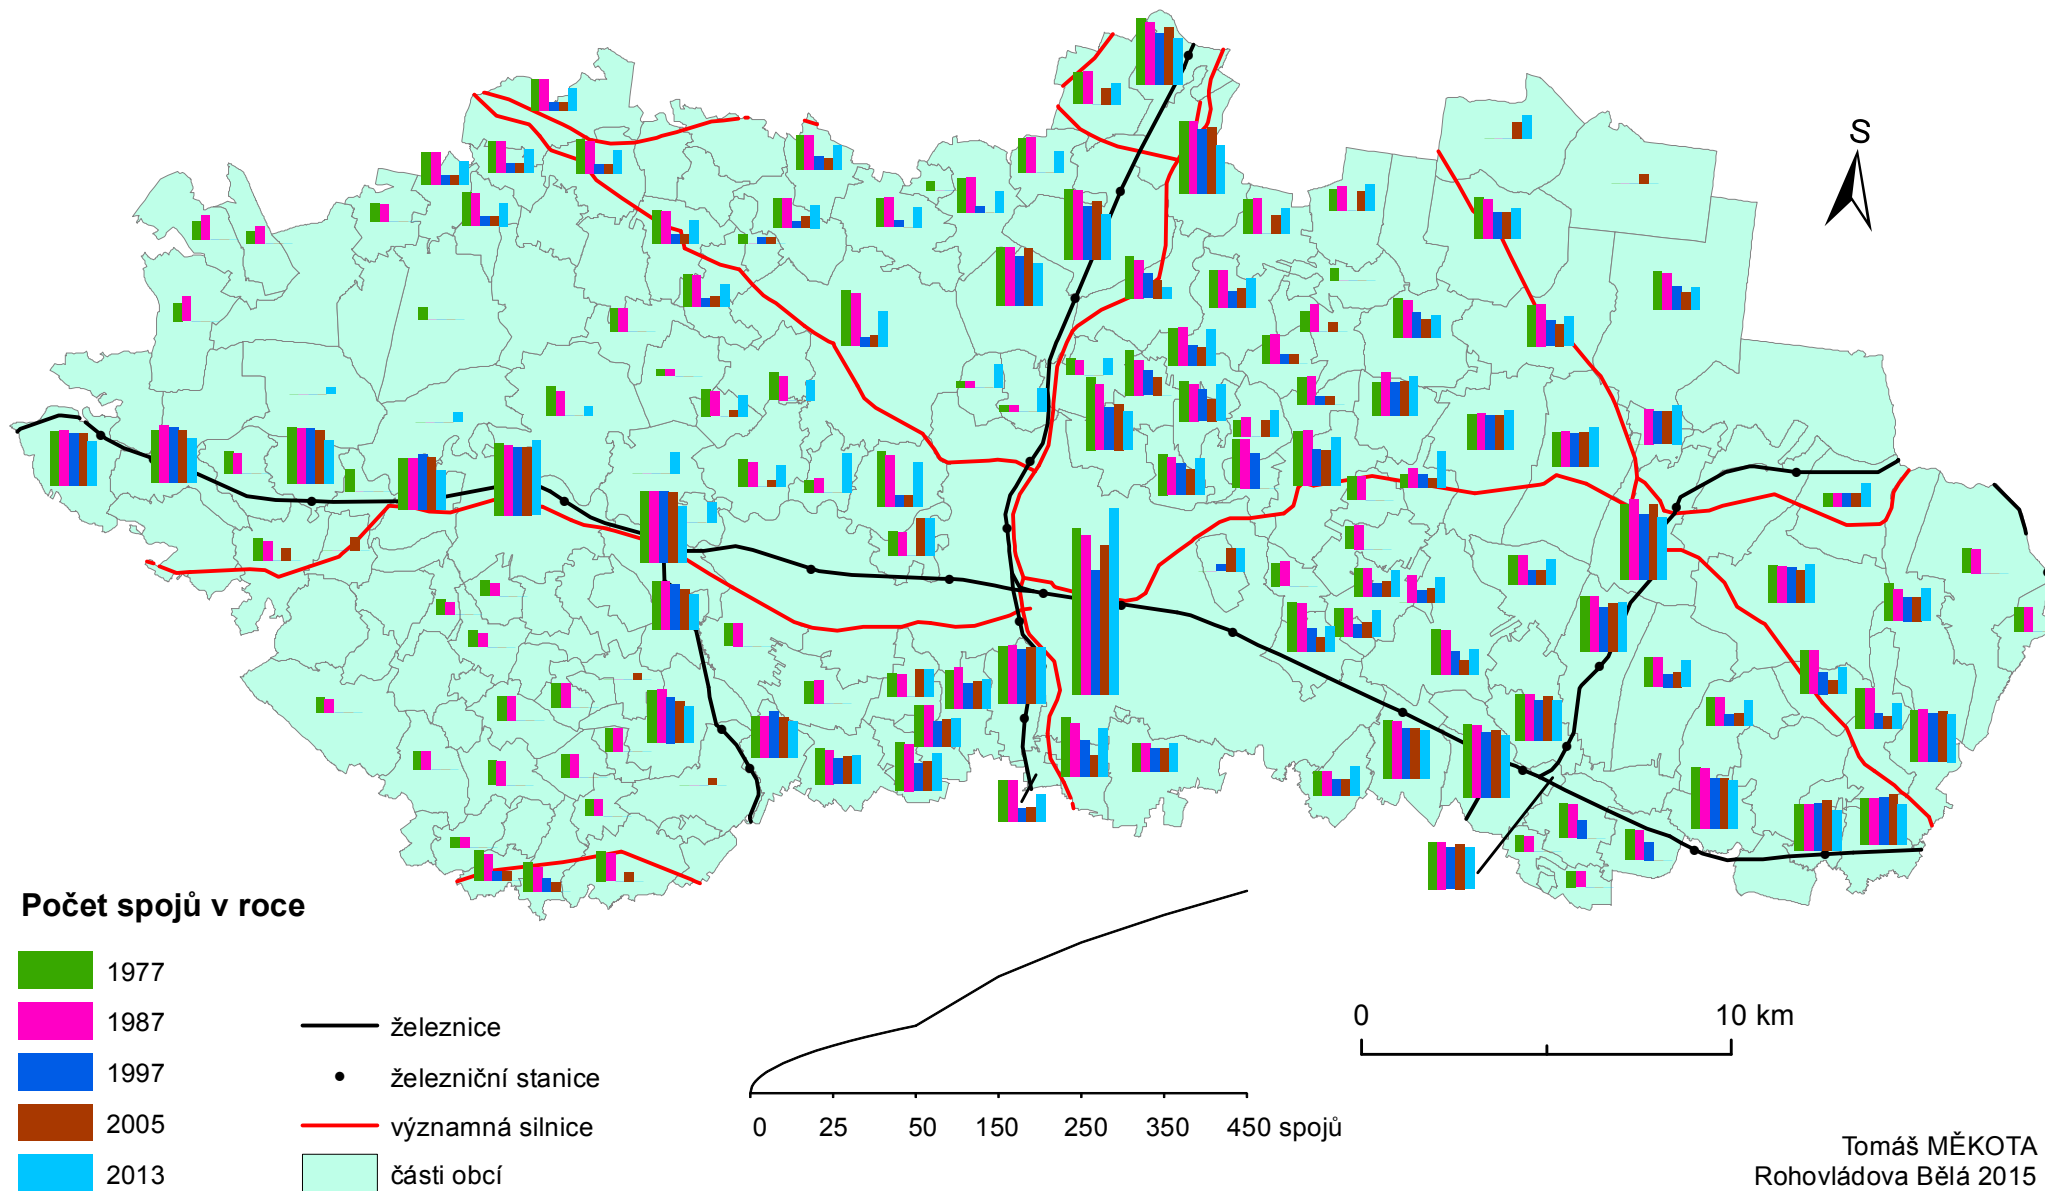 S
Počet spojů v roce
1977
1987
1997
2005
2013
železnice
železniční stanice
významná silnice
části obcí
0 25 50 150 250 350 450 spojů
0 10 km
Tomáš MĚKOTA
Rohovládova Bělá 2015